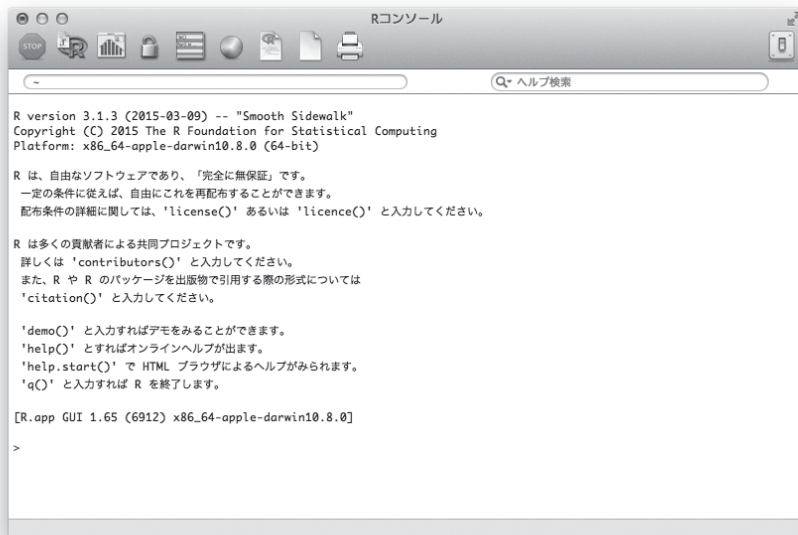 Rコンソール
STOP
~
ヘルプ検索
R version 3.1.3 (2015-03-09) -- "Smooth Sidewalk"
Copyright (C) 2015 The R Foundation for Statistical Computing
Platform: x86_64-apple-darwin10.8.0 (64-bit)
R は、自由なソフトウェアであり、「完全に無保証」です。
一定の条件に従えば、自由にこれを再配布することができます。
配布条件の詳細に関しては、'license()' あるいは 'licence()' と入力してください。
R は多くの貢献者による共同プロジェクトです。
詳しくは 'contributors()' と入力してください。
また、R や R のパッケージを出版物で引用する際の形式については
'citation()' と入力してください。
'demo()' と入力すればデモをみることができます。
'help()' とすればオンラインヘルプが出ます。
'help.start()' で HTML ブラウザによるヘルプがみられます。
'q()' と入力すれば R を終了します。
[R.app GUI 1.65 (6912) x86_64-apple-darwin10.8.0]
>